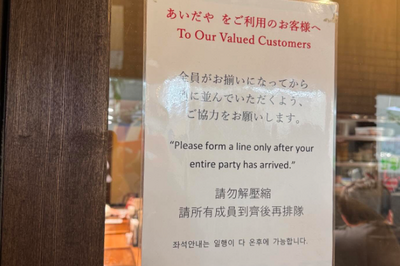 あいだや をご利用のお客様へ
To Our Valued Customers
全員がお揃いになってから
に並んでいただくよう、
ご協力をお願いします。
“Please form a line only after your
entire party has arrived.”
請勿解壓縮
請所有成員到齊後再排隊
좌석안내는 일행이 다 온후에 가능합니다.